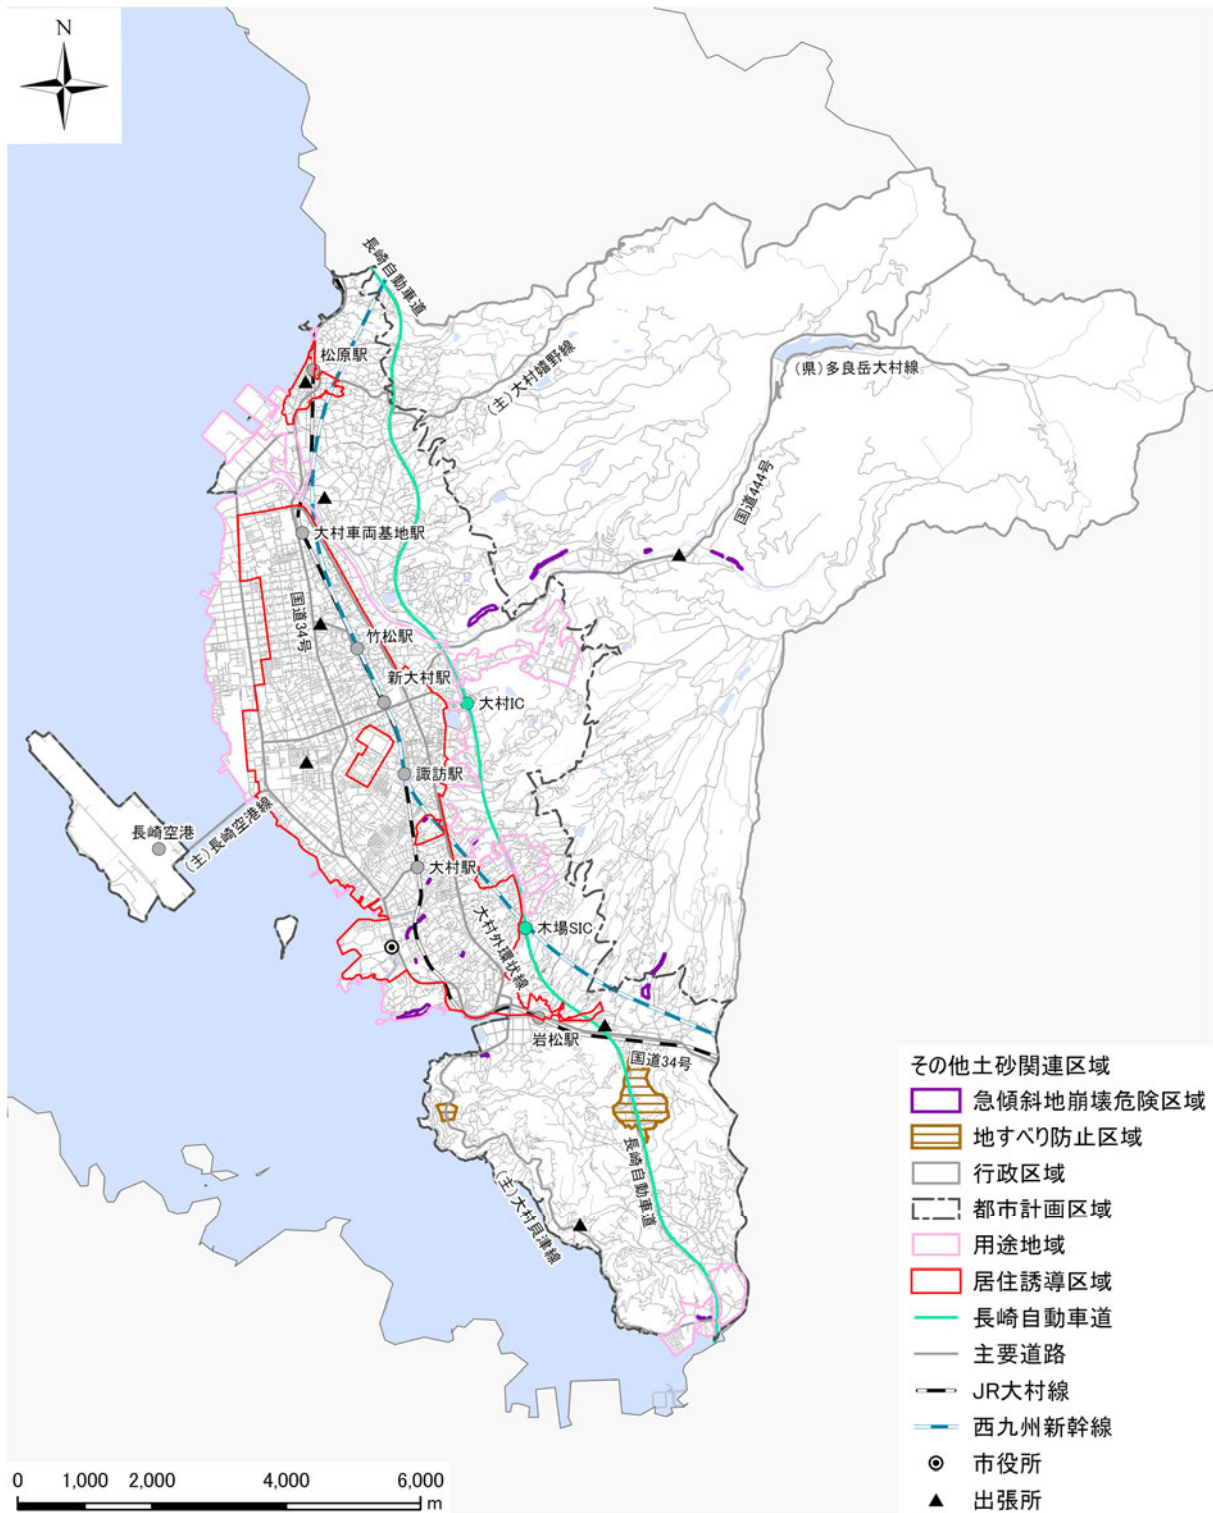 N
長崎自動車道
松原駅
(主)大村嬉野線
(県)多良岳大村線
国道444号
大村車両基地駅
国道34号
竹松駅
新大村駅
大村IC
諏訪駅
長崎空港
(主)長崎空港線
大村駅
大村外環状線
木場SIC
岩松駅
国道34号
長崎自動車道
(主)大村貝津線
その他土砂関連区域
急傾斜地崩壊危険区域
地すべり防止区域
行政区域
都市計画区域
用途地域
居住誘導区域
長崎自動車道
主要道路
JR大村線
西九州新幹線
市役所
出張所
0 1,000 2,000 4,000 6,000
m